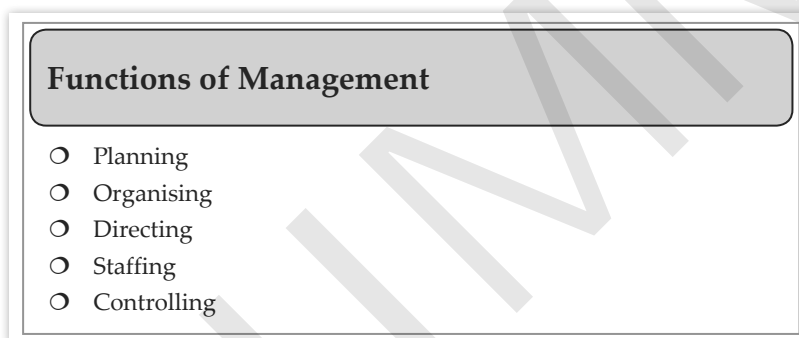 Functions of Management
Planning
Organising
Directing
Staffing
Controlling